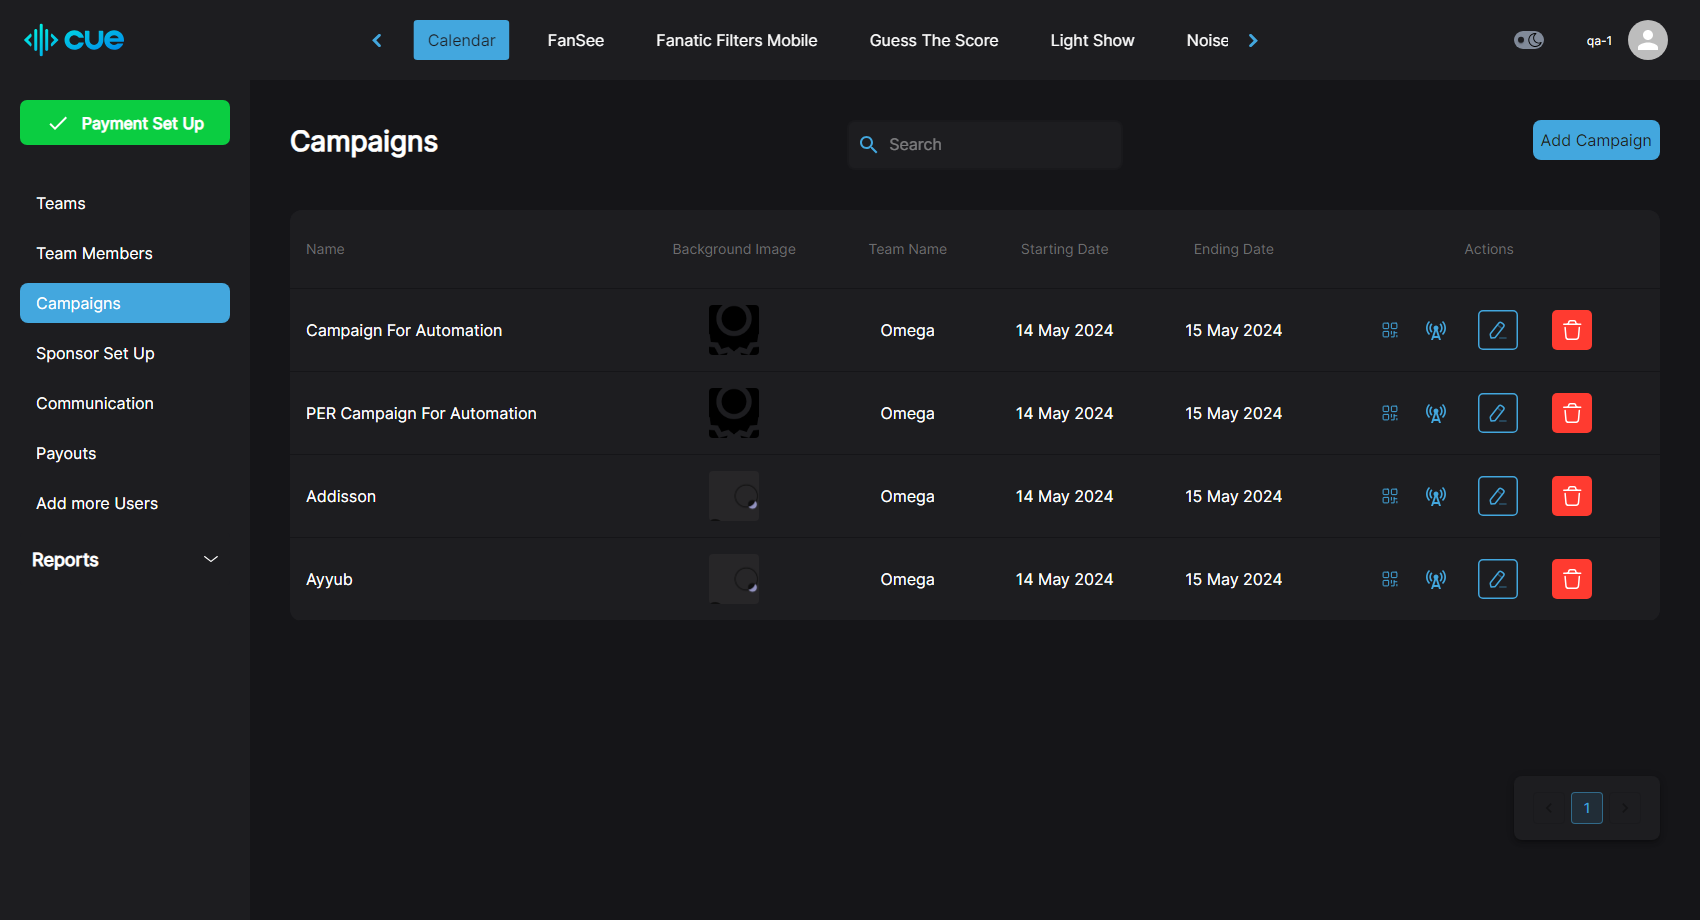 cue
Calendar
FanSee
Fanatic Filters Mobile
Guess The Score
Light Show
Noise
qa-1
Payment Set Up
Teams
Team Members
Campaigns
Sponsor Set Up
Communication
Payouts
Add more Users
Reports
Campaigns
Search
Add Campaign
Name Background Image Team Name Starting Date Ending Date Actions
Campaign For Automation Omega 14 May 2024 15 May 2024
PER Campaign For Automation Omega 14 May 2024 15 May 2024
Addisson Omega 14 May 2024 15 May 2024
Ayyub Omega 14 May 2024 15 May 2024
1